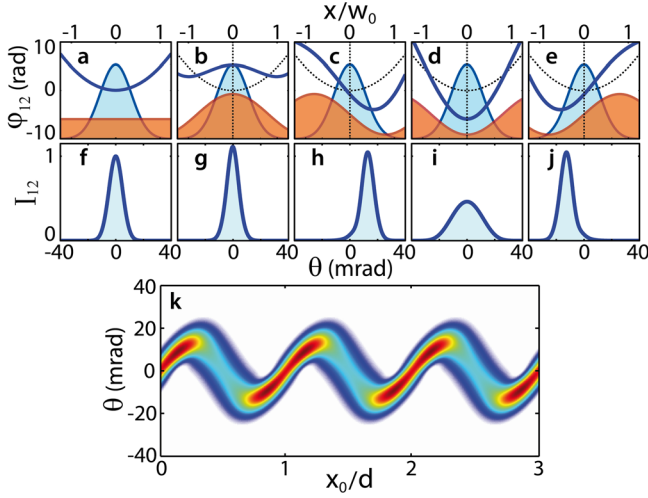 x/w₀
-1 0 1 -1 0 1 -1 0 1 -1 0 1 -1 0 1
φ₁₂ (rad)
10
0
-10
a b c d e
I₁₂
1
0
f g h i j
-40 0 40 0 40 0 40 0 40 0 40
θ (mrad)
k
θ (mrad)
40
20
0
-20
-40
0 1 2 3
x₀/d